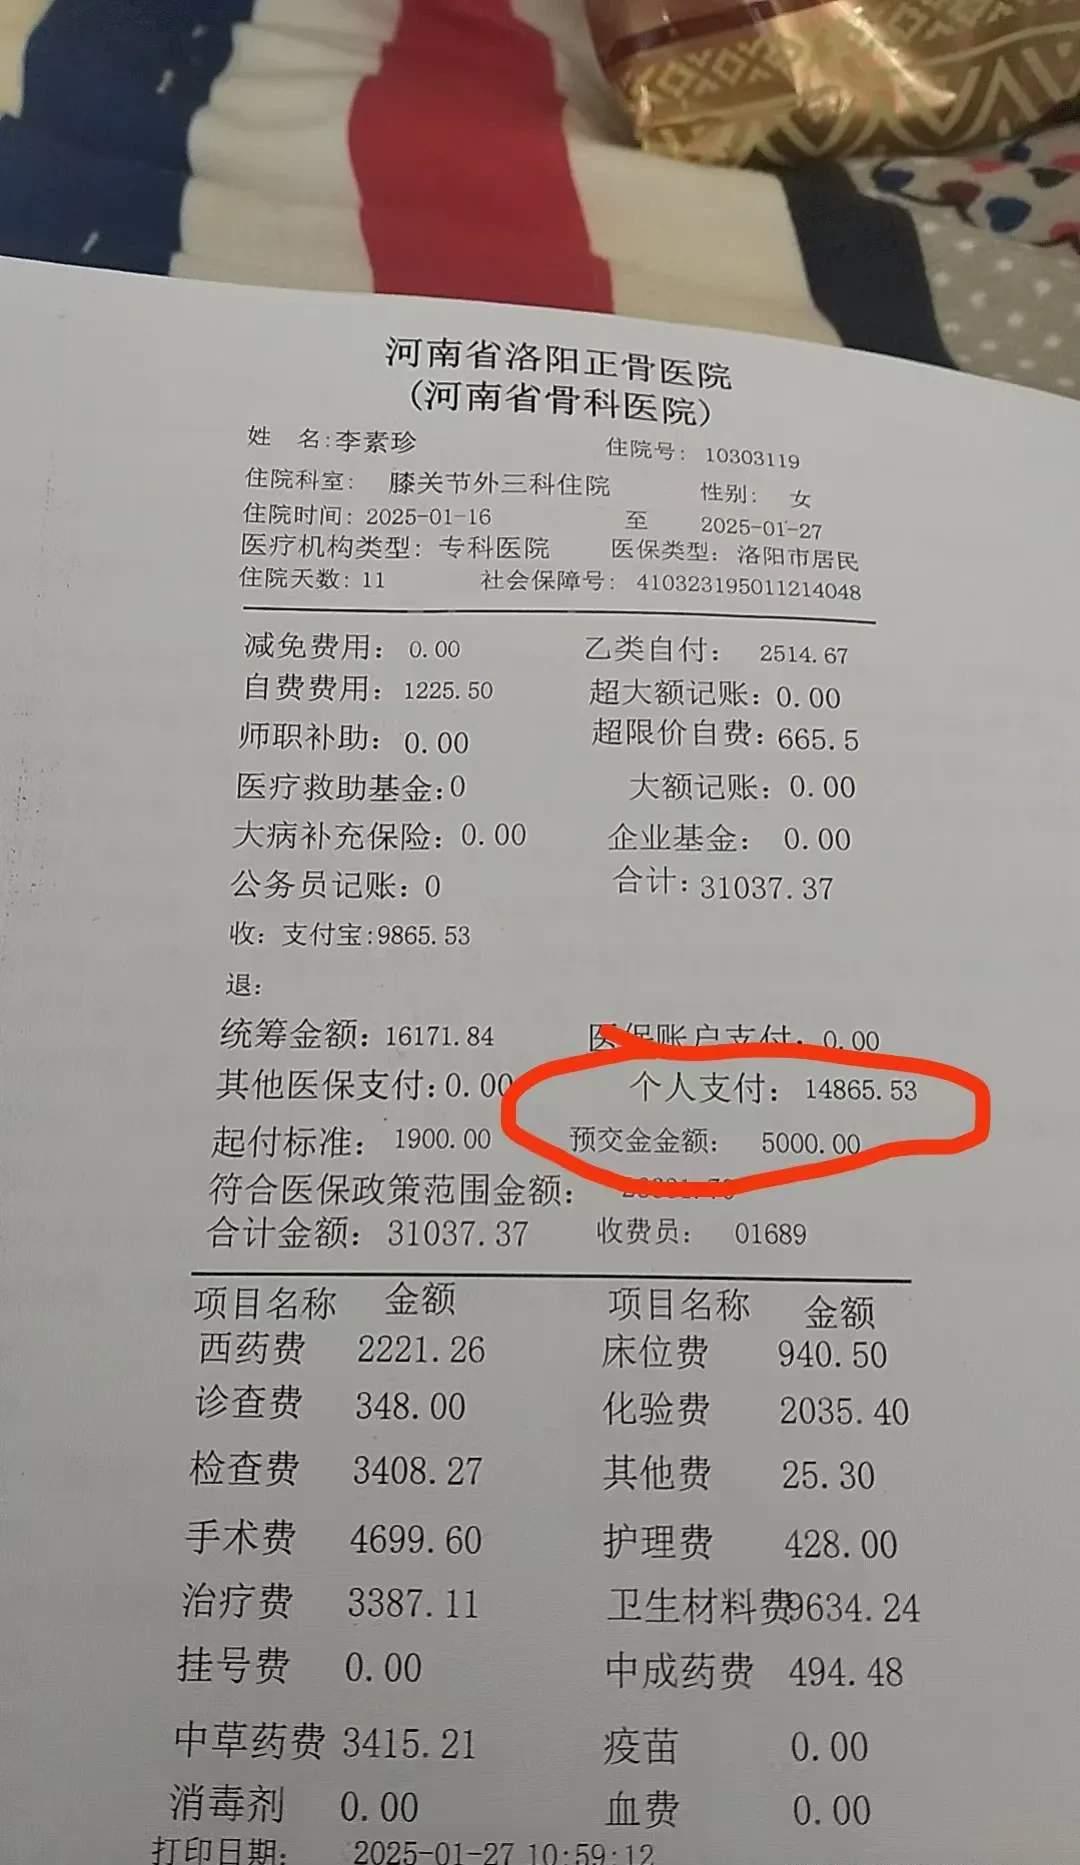 河南省洛阳正骨医院
(河南省骨科医院)
姓 名:李素珍 住院号: 10303119
住院科室: 膝关节外三科住院 性别: 女
住院时间: 2025-01-16 至 2025-01-27
医疗机构类型: 专科医院 医保类型: 洛阳市居民
住院天数: 11 社会保障号: 410323195011214048
减免费用: 0.00 乙类自付: 2514.67
自费费用: 1225.50 超大额记账: 0.00
师职补助: 0.00 超限价自费: 665.5
医疗救助基金:0 大额记账: 0.00
大病补充保险: 0.00 企业基金: 0.00
公务员记账: 0 合计: 31037.37
收: 支付宝:9865.53
退:
统筹金额: 16171.84 医保账户支付: 0.00
其他医保支付: 0.00 个人支付: 14865.53
起付标准: 1900.00 预交金金额: 5000.00
符合医保政策范围金额:
合计金额: 31037.37 收费员: 01689
项目名称 金额 项目名称 金额
西药费 2221.26 床位费 940.50
诊查费 348.00 化验费 2035.40
检查费 3408.27 其他费 25.30
手术费 4699.60 护理费 428.00
治疗费 3387.11 卫生材料费9634.24
挂号费 0.00 中成药费 494.48
中草药费 3415.21 疫苗 0.00
消毒剂 0.00 血费 0.00
打印日期: 2025-01-27 10:59:12